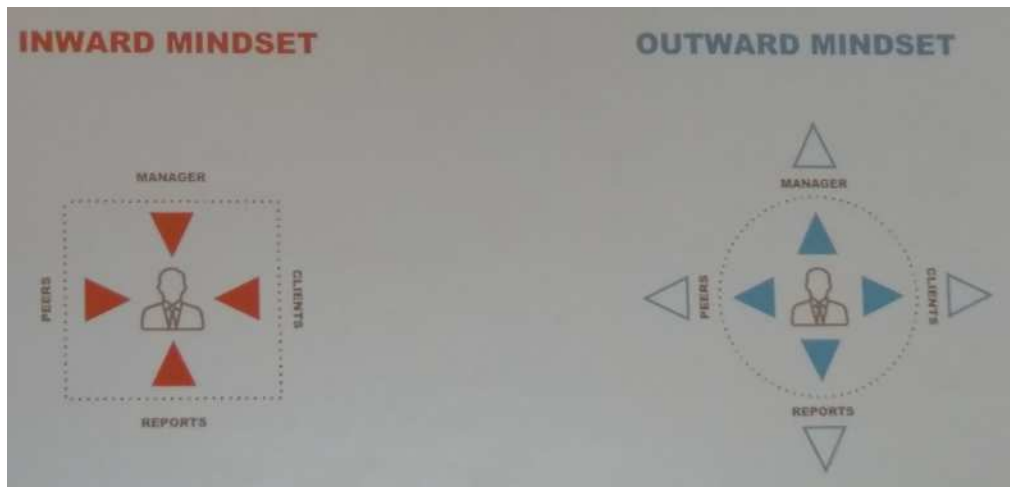 INWARD MINDSET
MANAGER
PEERS
CLIENTS
REPORTS
OUTWARD MINDSET
MANAGER
PEERS
CLIENTS
REPORTS